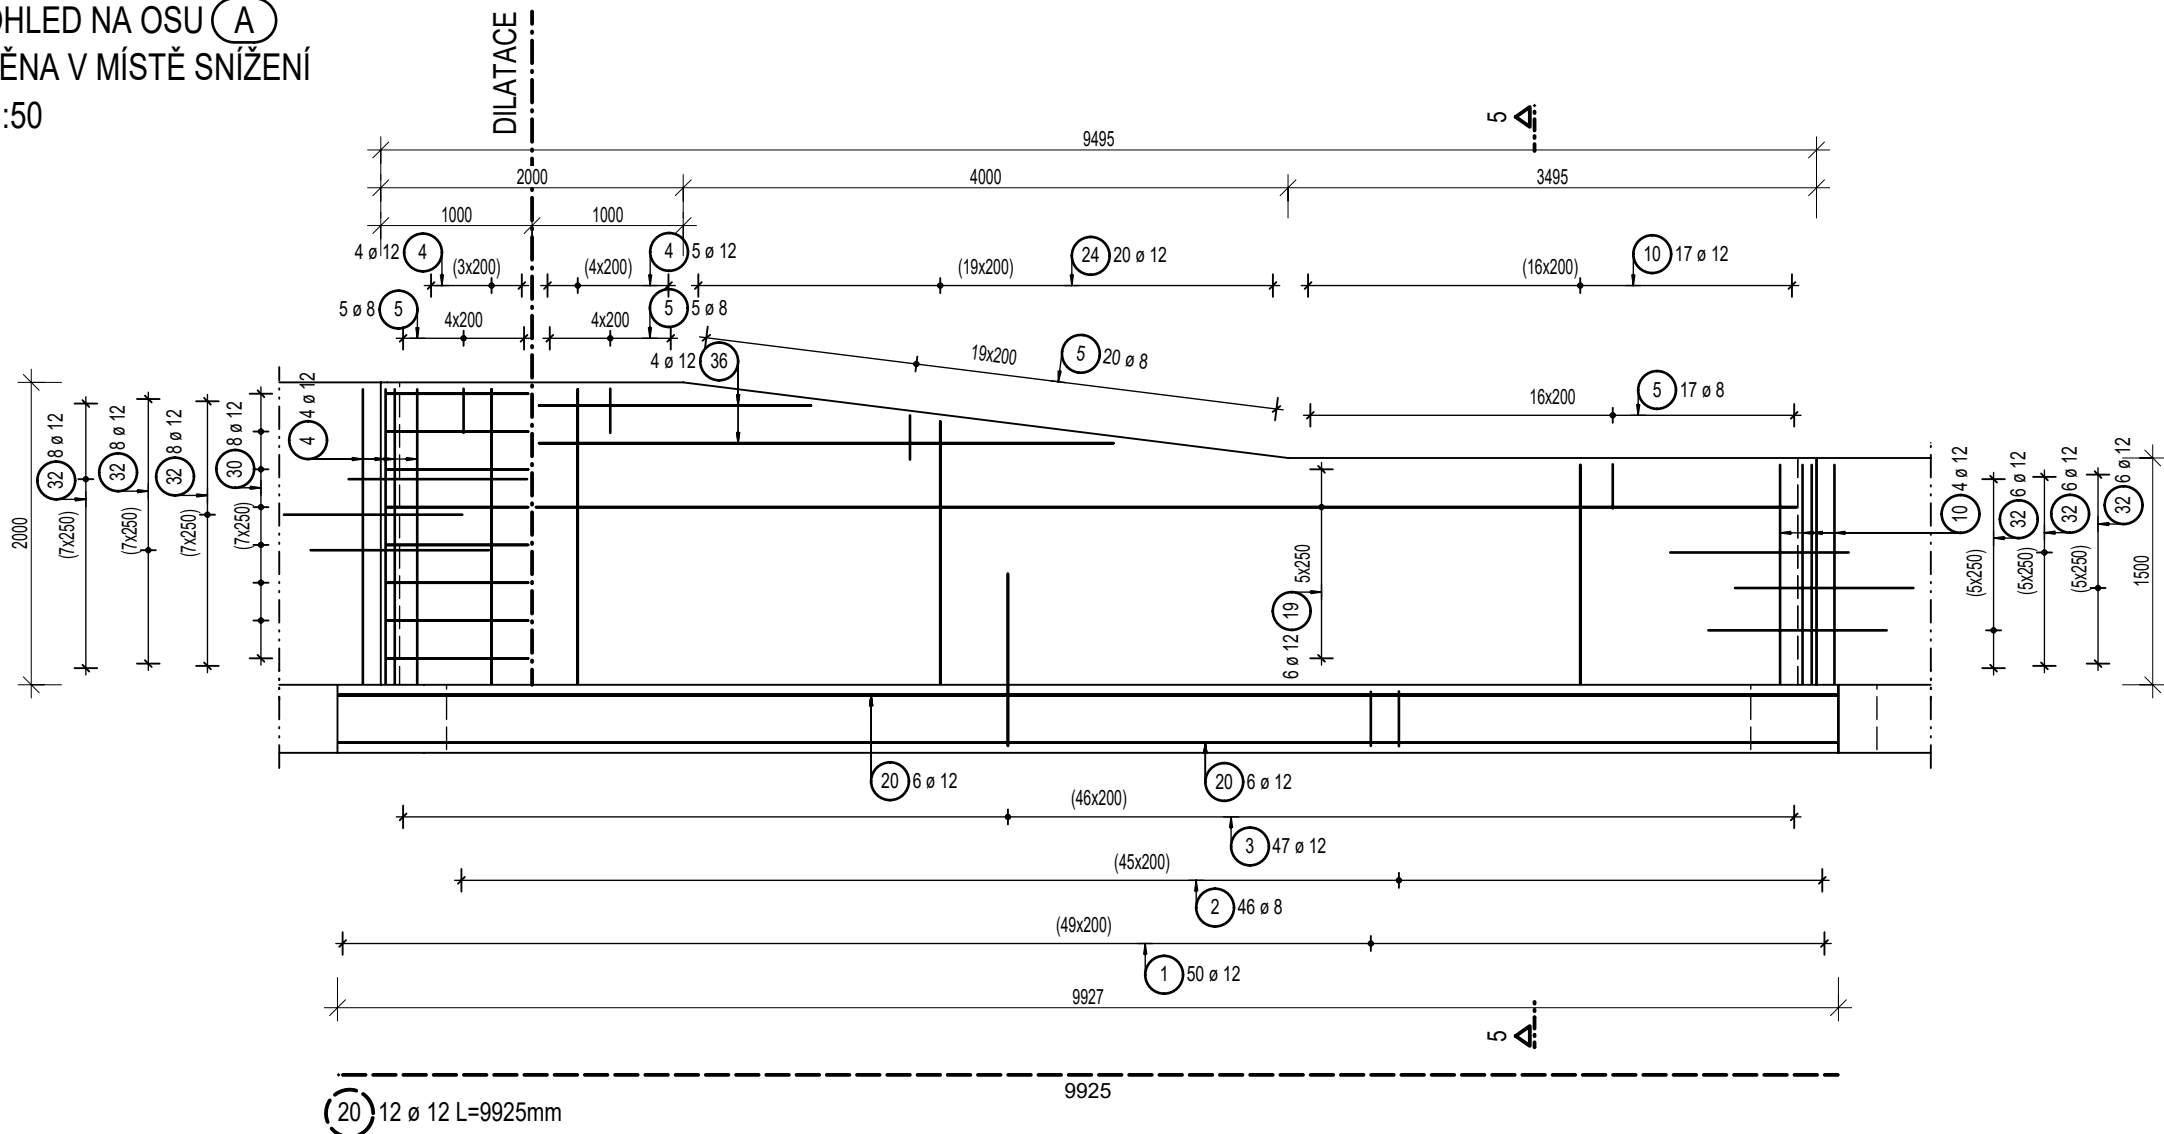 OHLED NA OSU A
ĚNA V MÍSTĚ SNÍŽENÍ
:50
DILATACE
5
9495
2000
4000
3495
1000
1000
4 ø 12 4
(3x200)
(4x200)
4 5 ø 12
(19x200)
24 20 ø 12
(16x200)
10 17 ø 12
5 ø 8 5
4x200
4x200
5 5 ø 8
4 ø 12 36
19x200
5 20 ø 8
16x200
5 17 ø 8
2000
32 8 ø 12
(7x250)
32 8 ø 12
(7x250)
32 8 ø 12
(7x250)
30 8 ø 12
(7x250)
4 4 ø 12
6 ø 12 19 5x250
10 4 ø 12
(5x250)
32 6 ø 12
(5x250)
32 6 ø 12
(5x250)
32 6 ø 12
1500
20 6 ø 12
20 6 ø 12
(46x200)
3 47 ø 12
(45x200)
2 46 ø 8
(49x200)
1 50 ø 12
9927
5
9925
20 12 ø 12 L=9925mm